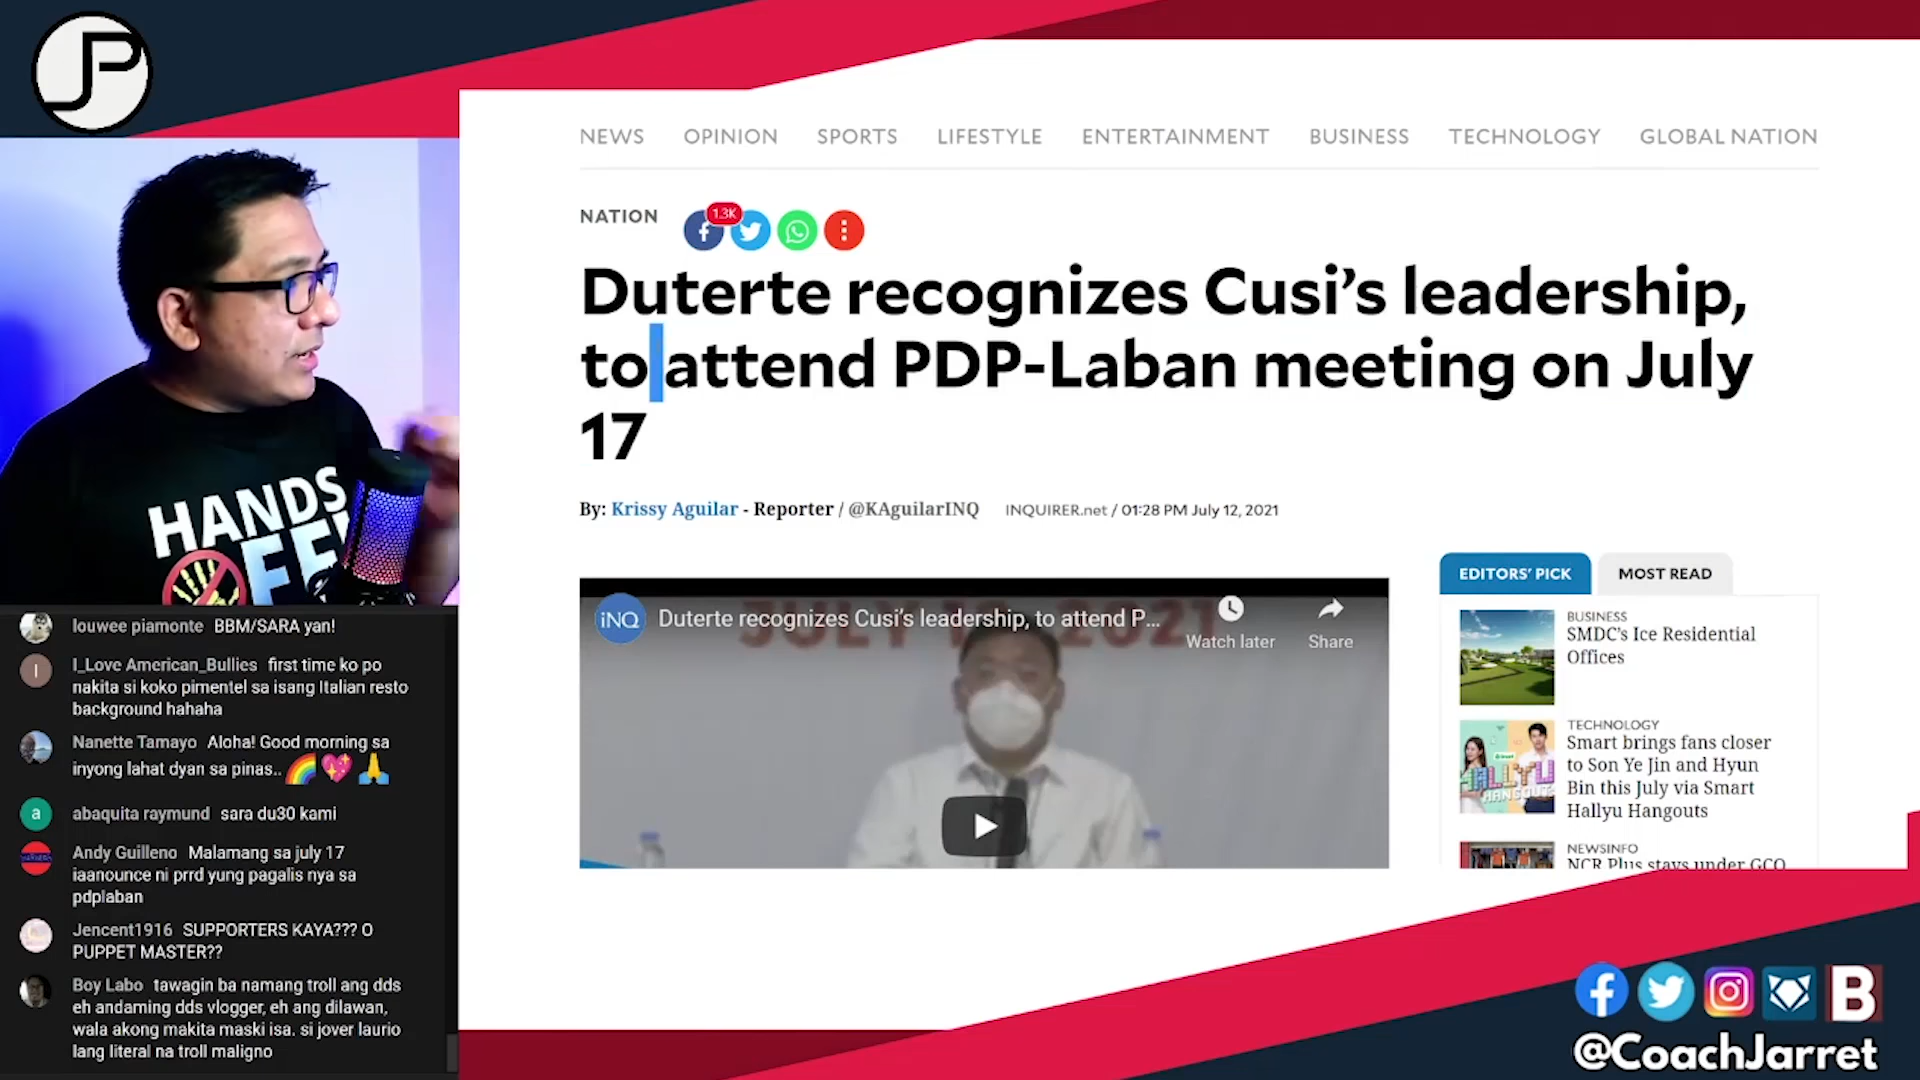 JP
NEWS OPINION SPORTS LIFESTYLE ENTERTAINMENT BUSINESS TECHNOLOGY GLOBAL NATION
NATION
1.3K
Duterte recognizes Cusi’s leadership,
to attend PDP-Laban meeting on July
17
By: Krissy Aguilar - Reporter / @KAguilarINQ
INQUIRER.net / 01:28 PM July 12, 2021
iNQ
Duterte recognizes Cusi’s leadership, to attend P...
Watch later
Share
EDITORS’ PICK
MOST READ
BUSINESS
SMDC’s Ice Residential
Offices
TECHNOLOGY
Smart brings fans closer
to Son Ye Jin and Hyun
Bin this July via Smart
Hallyu Hangouts
NEWSINFO
NCR Plus stays under GCQ
HANDS
louwee piamonte BBM/SARA yan!
I
I_Love American_Bullies first time ko po
nakita si koko pimentel sa isang Italian resto
background hahaha
Nanette Tamayo Aloha! Good morning sa
inyong lahat dyan sa pinas.. 🌈💖🙏
a
abaquita raymund sara du30 kami
Andy Guilleno Malamang sa july 17
iaanounce ni prrd yung pagalis nya sa
pdplaban
Jencent1916 SUPPORTERS KAYA??? O
PUPPET MASTER??
Boy Labo tawagin ba namang troll ang dds
eh andaming dds vlogger, eh ang dilawan,
wala akong makita maski isa. si jover laurio
lang literal na troll maligno
B
@CoachJarret